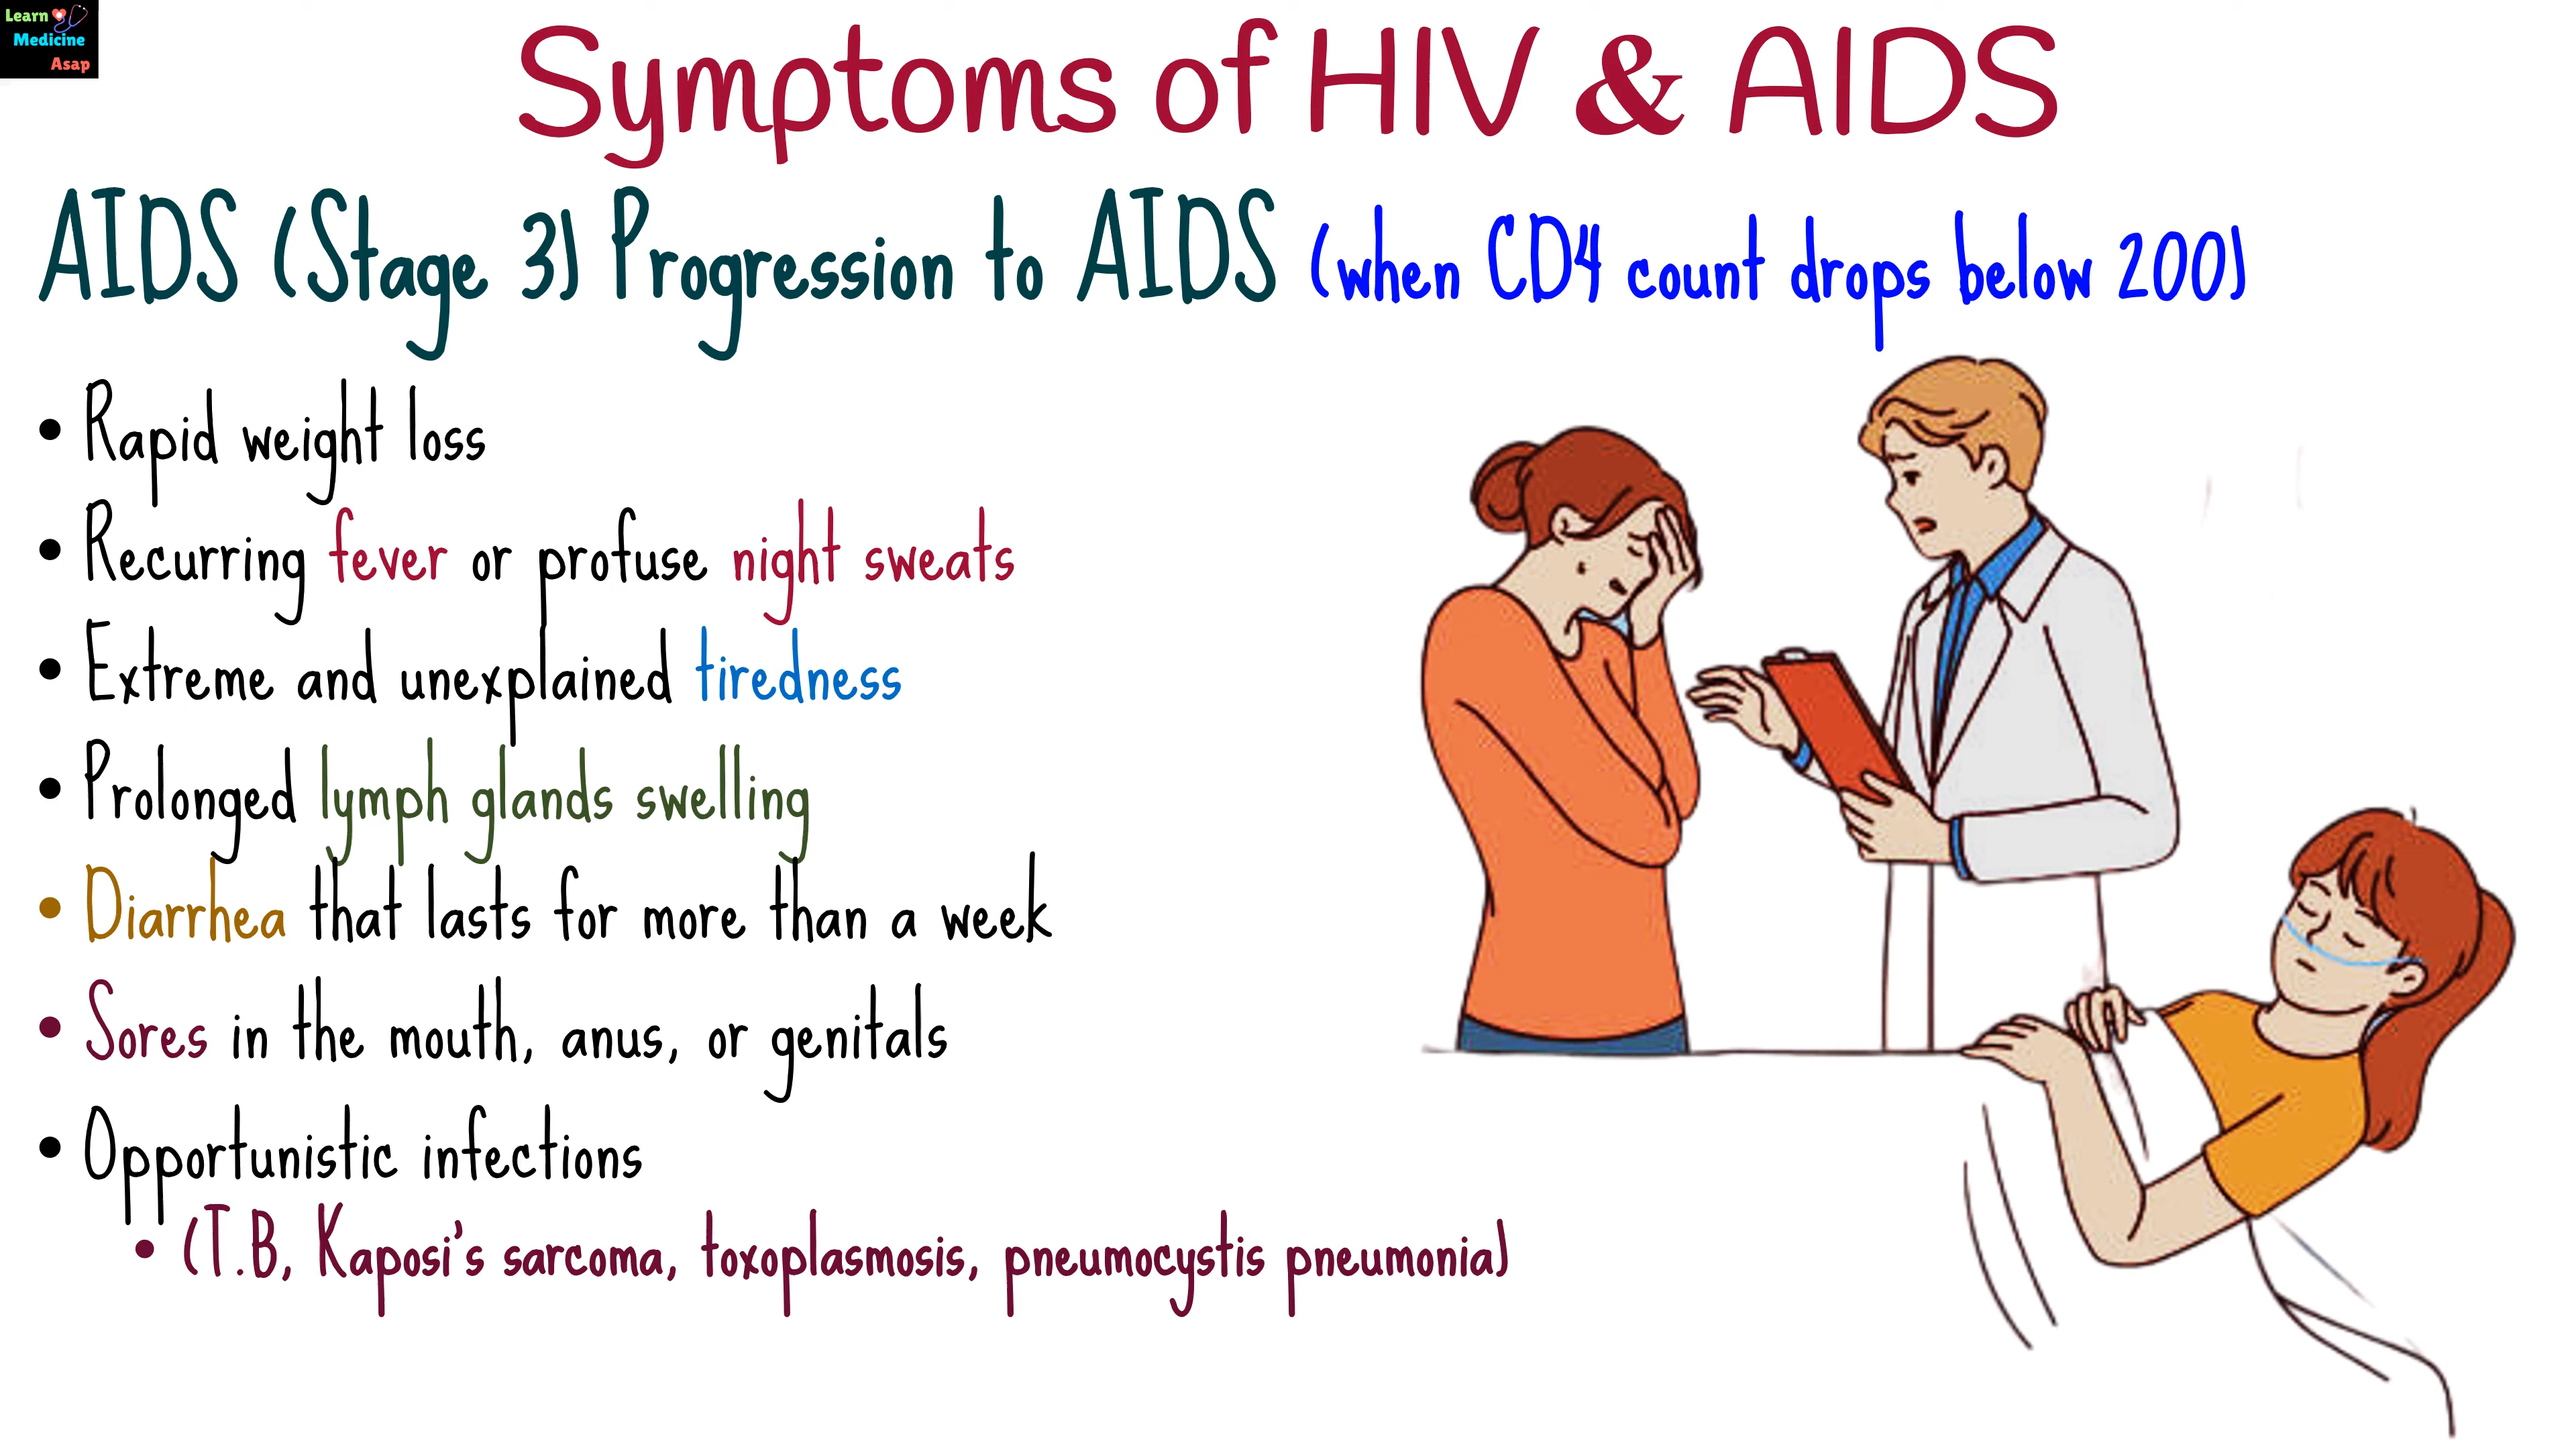 Learn
Medicine
Asap
Symptoms of HIV & AIDS
AIDS (Stage 3) Progression to AIDS (when CD4 count drops below 200)
• Rapid weight loss
• Recurring fever or profuse night sweats
• Extreme and unexplained tiredness
• Prolonged lymph glands swelling
• Diarrhea that lasts for more than a week
• Sores in the mouth, anus, or genitals
• Opportunistic infections
• (T.B, Kaposi's sarcoma, toxoplasmosis, pneumocystis pneumonia)